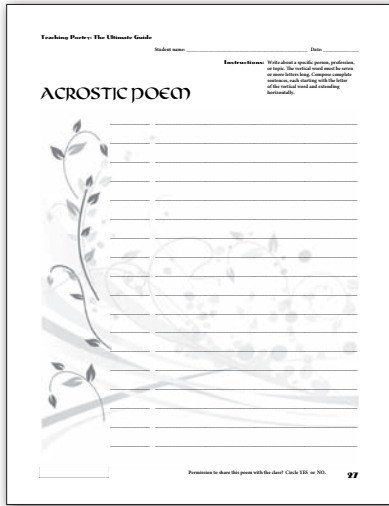 Teaching Poetry: The Ultimate Guide
Student name: Date:
Instructions: Write about a specific person, profession,
or topic. The vertical word must be seven
or more letters long. Compose complete
sentences, each starting with the letter
of the vertical word and extending
horizontally.
ACROSTIC POEM
Permission to share this poem with the class? Circle YES or NO.
27